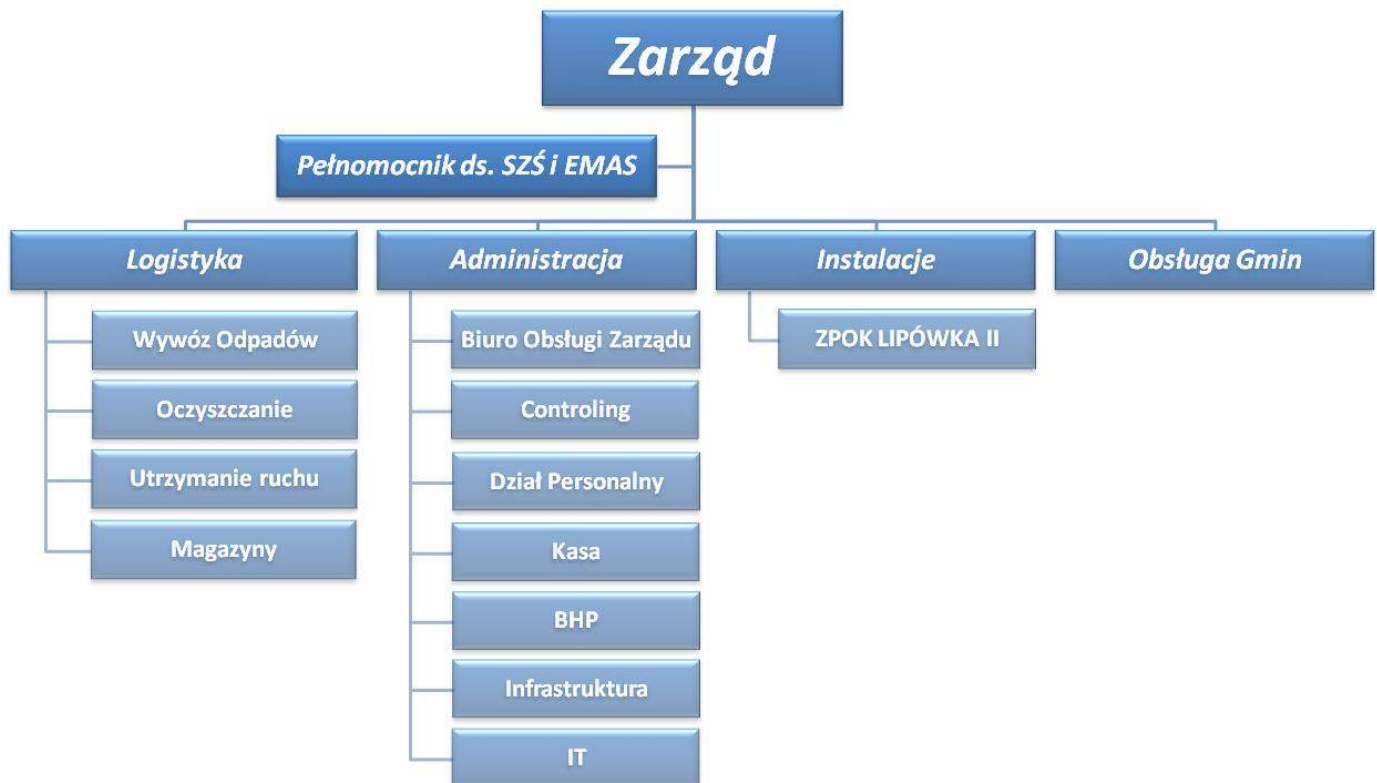 Zarząd
Pełnomocnik ds. SZŚ i EMAS
Logistyka
Administracja
Instalacje
Obsługa Gmin
Wywóz Odpadów
Oczyszczanie
Utrzymanie ruchu
Magazyny
Biuro Obsługi Zarządu
Controling
Dział Personalny
Kasa
BHP
Infrastruktura
IT
ZPOK LIPÓWKA II